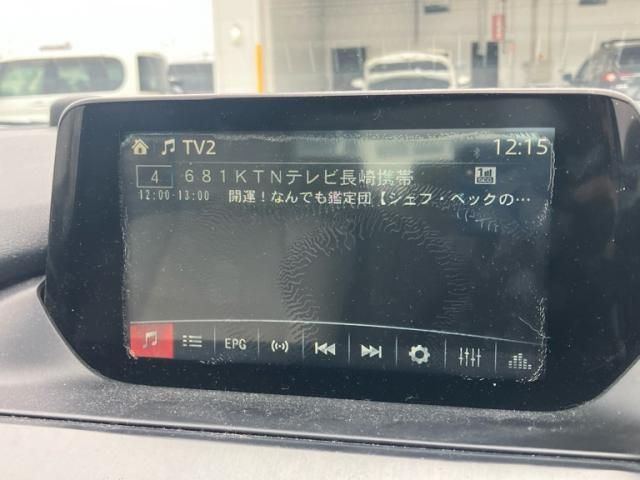 TV2 12:15
4 681KTNテレビ長崎携帯 1 SEG
12:00-13:00 開運！なんでも鑑定団【シェフ・ベックの…
EPG